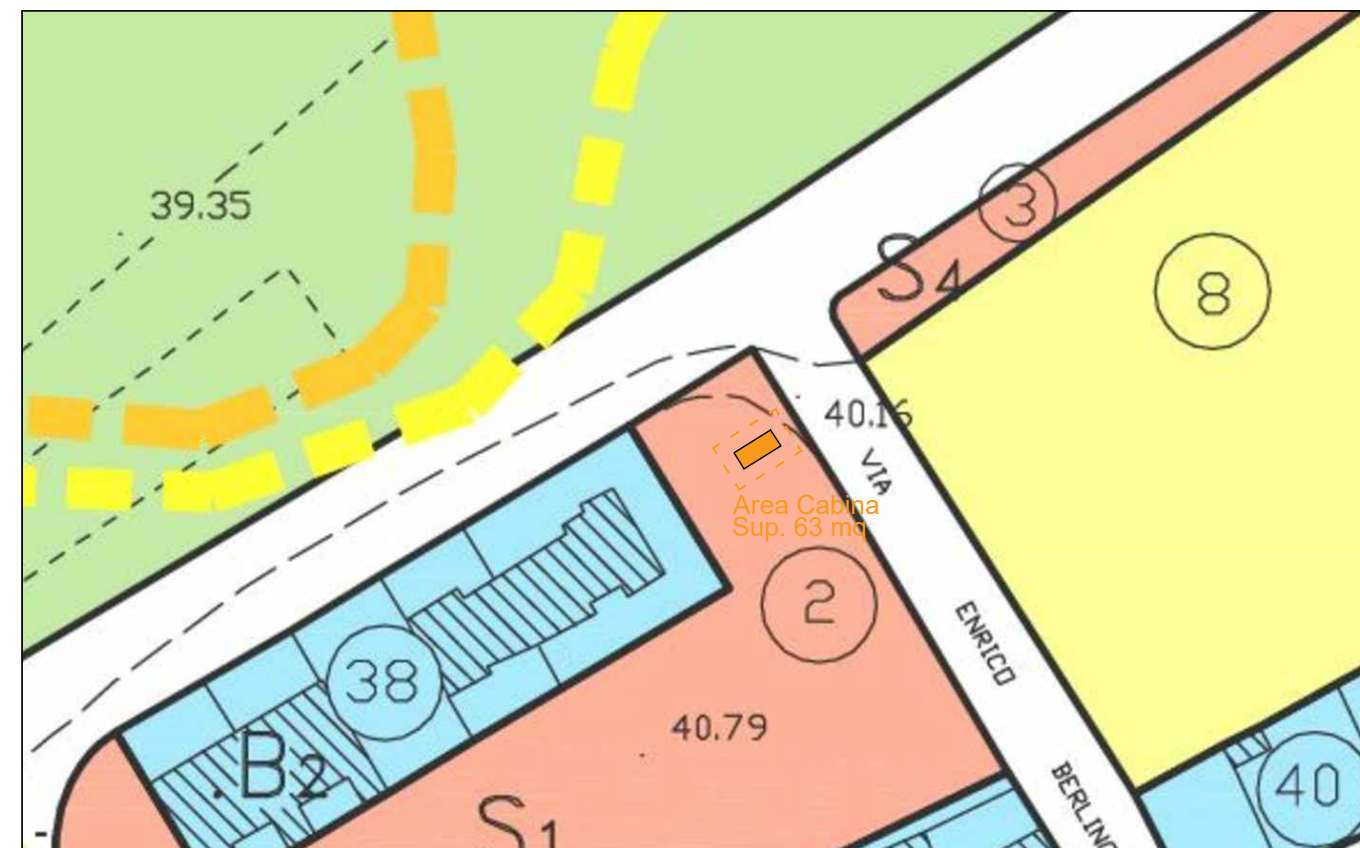 39.35
3
S4
8
40.16
VIA
Area Cabina
Sup. 63 mq
2
ENRICO
38
40.79
B2
BERLING
40
S1